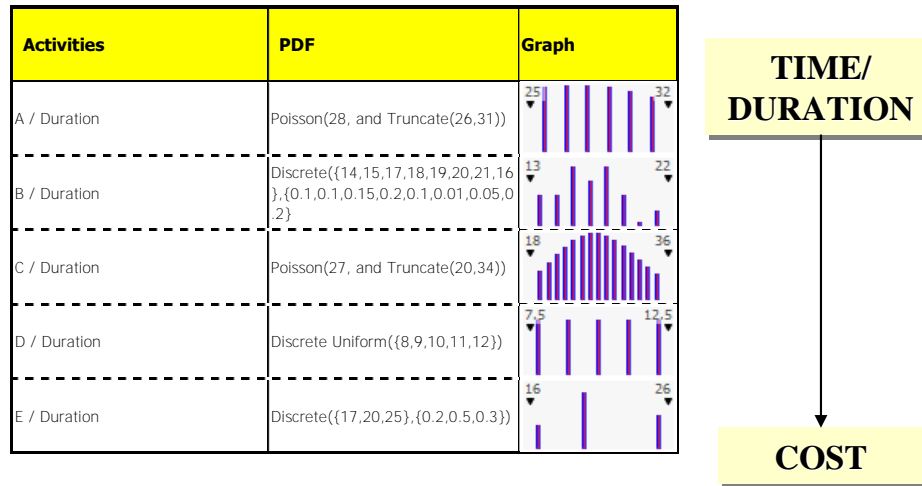 Activities PDF Graph
TIME/
DURATION
A / Duration Poisson(28, and Truncate(26,31)) 25 32
B / Duration Discrete({14,15,17,18,19,20,21,16
},{0.1,0.1,0.15,0.2,0.1,0.01,0.05,0
.2} 13 22
C / Duration Poisson(27, and Truncate(20,34)) 18 36
D / Duration Discrete Uniform({8,9,10,11,12}) 7,5 12,5
E / Duration Discrete({17,20,25},{0.2,0.5,0.3}) 16 26
COST